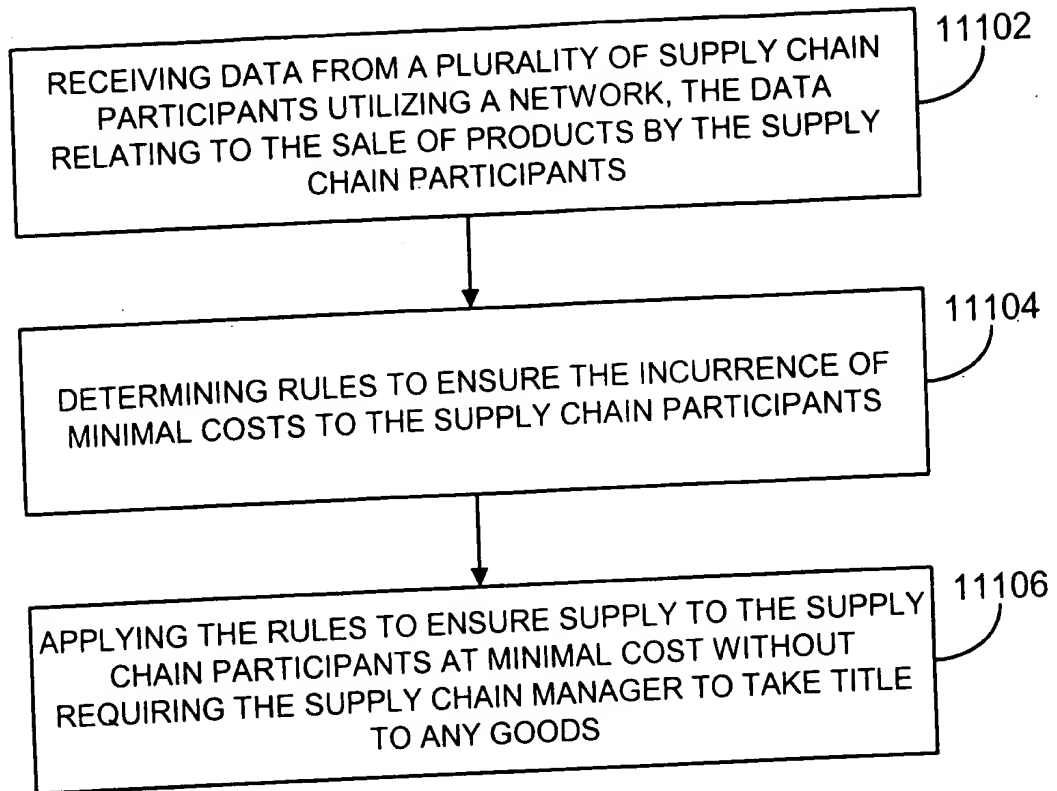 11102
RECEIVING DATA FROM A PLURALITY OF SUPPLY CHAIN
PARTICIPANTS UTILIZING A NETWORK, THE DATA
RELATING TO THE SALE OF PRODUCTS BY THE SUPPLY
CHAIN PARTICIPANTS
11104
DETERMINING RULES TO ENSURE THE INCURRENCE OF
MINIMAL COSTS TO THE SUPPLY CHAIN PARTICIPANTS
11106
APPLYING THE RULES TO ENSURE SUPPLY TO THE SUPPLY
CHAIN PARTICIPANTS AT MINIMAL COST WITHOUT
REQUIRING THE SUPPLY CHAIN MANAGER TO TAKE TITLE
TO ANY GOODS